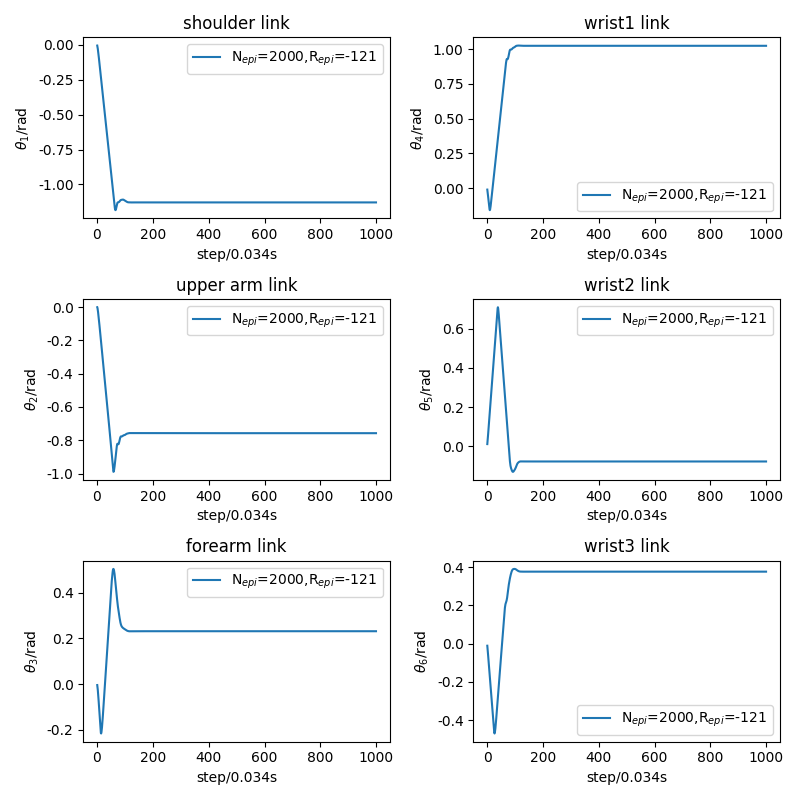 shoulder link
0.00
-0.25
-0.50
-0.75
-1.00
θ1/rad
Nepi=2000,Repi=-121
0 200 400 600 800 1000
step/0.034s
wrist1 link
1.00
0.75
0.50
0.25
0.00
θ4/rad
Nepi=2000,Repi=-121
0 200 400 600 800 1000
step/0.034s
upper arm link
0.0
-0.2
-0.4
-0.6
-0.8
-1.0
θ2/rad
Nepi=2000,Repi=-121
0 200 400 600 800 1000
step/0.034s
wrist2 link
0.6
0.4
0.2
0.0
θ5/rad
Nepi=2000,Repi=-121
0 200 400 600 800 1000
step/0.034s
forearm link
0.4
0.2
0.0
-0.2
θ3/rad
Nepi=2000,Repi=-121
0 200 400 600 800 1000
step/0.034s
wrist3 link
0.4
0.2
0.0
-0.2
-0.4
θ6/rad
Nepi=2000,Repi=-121
0 200 400 600 800 1000
step/0.034s